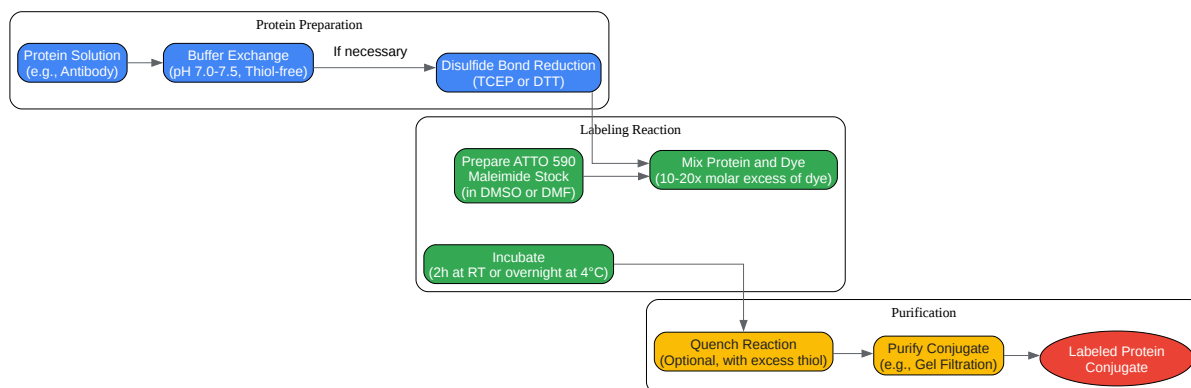 Protein Preparation
Protein Solution
(e.g., Antibody)
Buffer Exchange
(pH 7.0-7.5, Thiol-free)
If necessary
Disulfide Bond Reduction
(TCEP or DTT)
Labeling Reaction
Prepare ATTO 590
Maleimide Stock
(in DMSO or DMF)
Mix Protein and Dye
(10-20x molar excess of dye)
Incubate
(2h at RT or overnight at 4°C)
Purification
Quench Reaction
(Optional, with excess thiol)
Purify Conjugate
(e.g., Gel Filtration)
Labeled Protein
Conjugate